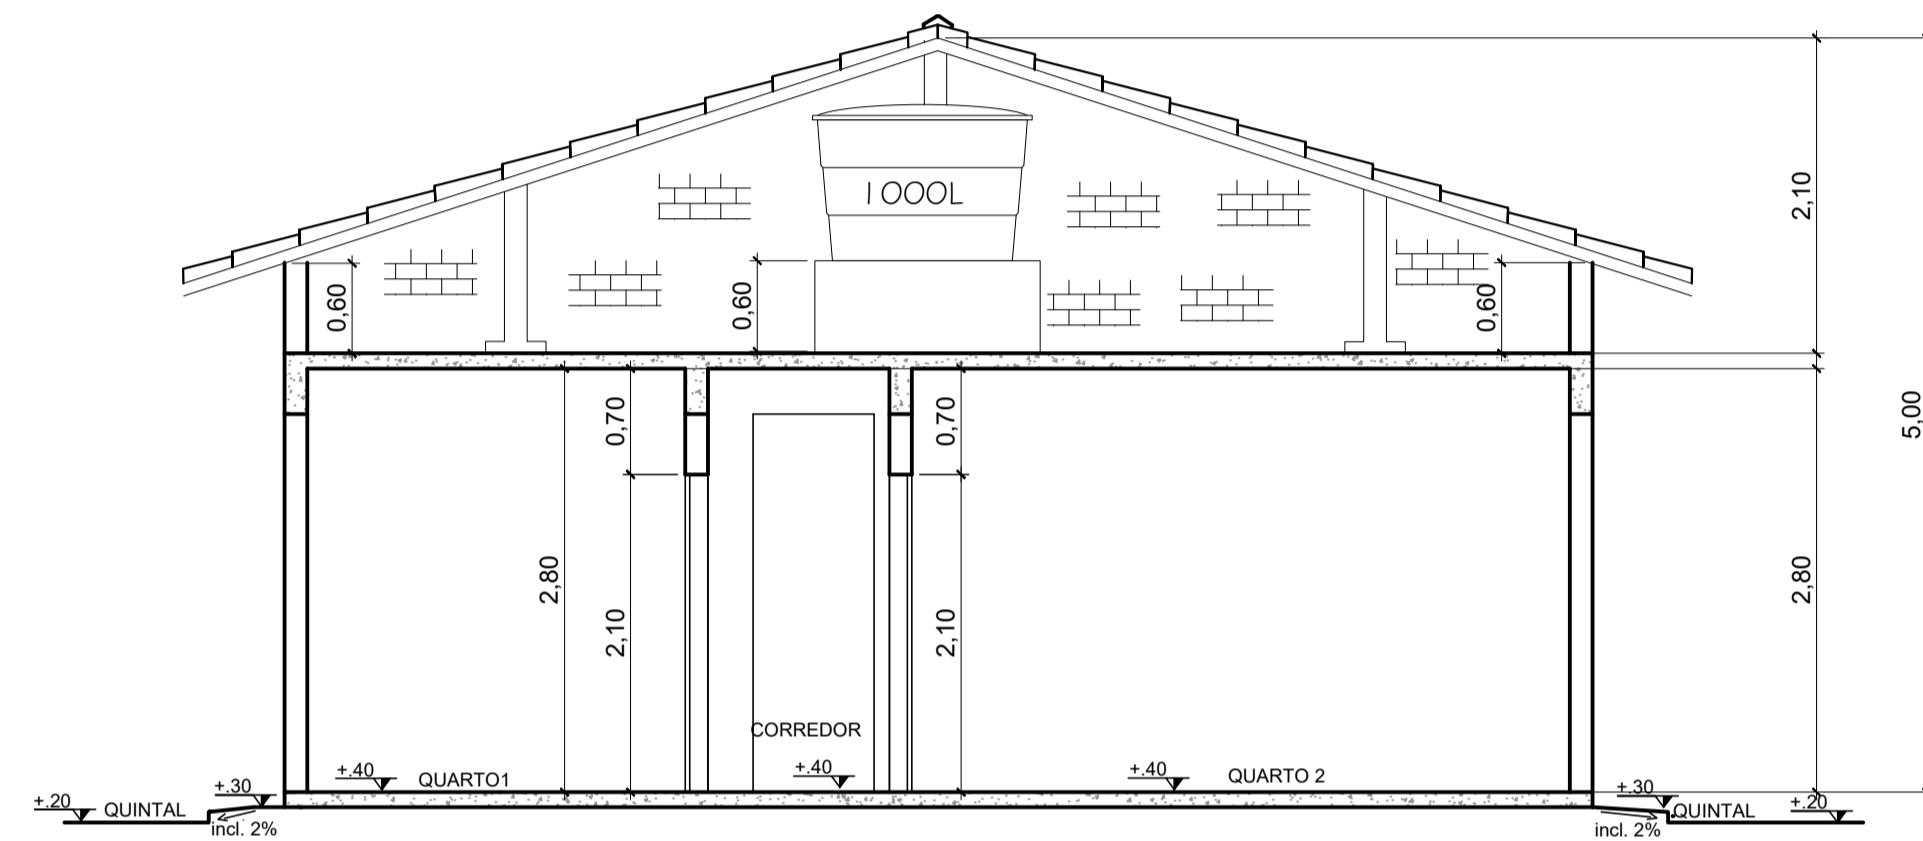 1000L
2,10
0,60
0,60
0,60
0,70
0,70
5,00
2,80
2,80
2,10
2,10
CORREDOR
+.40
QUARTO1
+.40
+.40
QUARTO 2
+.20
QUINTAL
+.30
incl. 2%
+.30
QUINTAL
+.20
incl. 2%